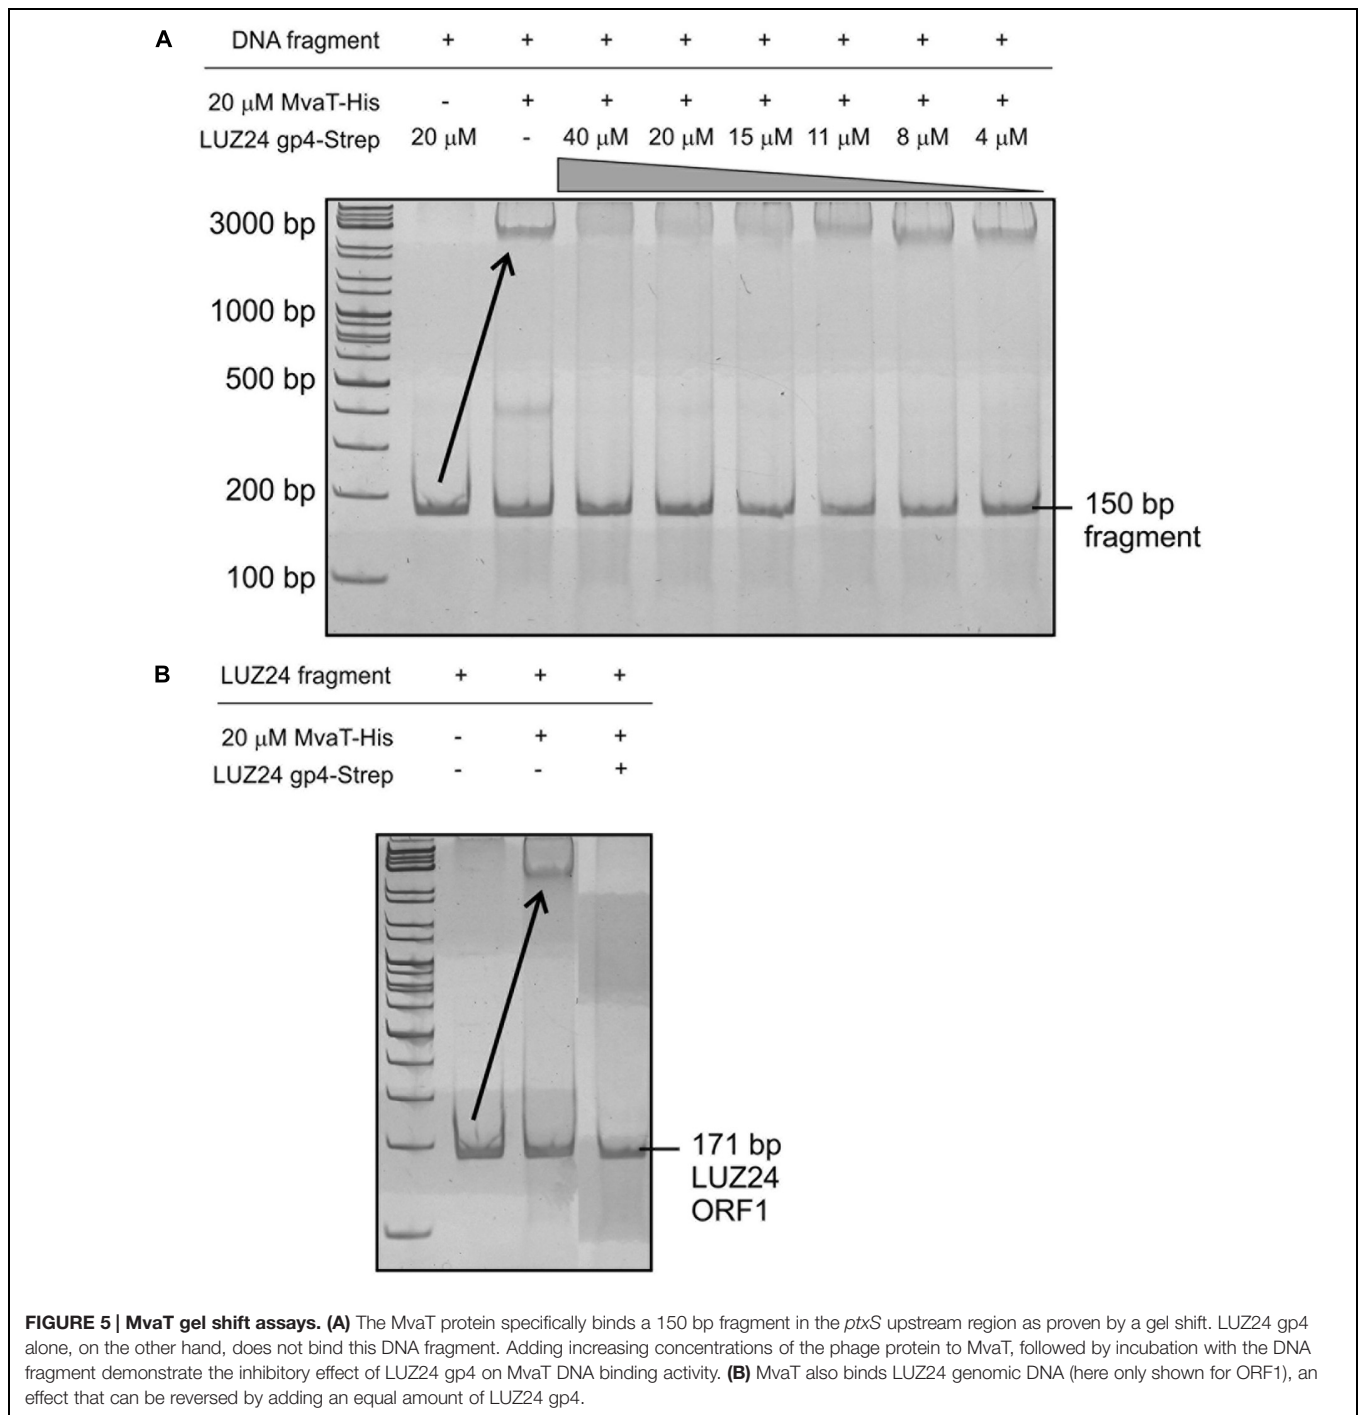 A DNA fragment + + + + + + + +
20 μM MvaT-His - + + + + + + +
LUZ24 gp4-Strep 20 μM - 40 μM 20 μM 15 μM 11 μM 8 μM 4 μM
3000 bp
1000 bp
500 bp
200 bp
150 bp
fragment
100 bp
B LUZ24 fragment + + +
20 μM MvaT-His - + +
LUZ24 gp4-Strep - - +
171 bp
LUZ24
ORF1
FIGURE 5 | MvaT gel shift assays. (A) The MvaT protein specifically binds a 150 bp fragment in the ptxS upstream region as proven by a gel shift. LUZ24 gp4
alone, on the other hand, does not bind this DNA fragment. Adding increasing concentrations of the phage protein to MvaT, followed by incubation with the DNA
fragment demonstrate the inhibitory effect of LUZ24 gp4 on MvaT DNA binding activity. (B) MvaT also binds LUZ24 genomic DNA (here only shown for ORF1), an
effect that can be reversed by adding an equal amount of LUZ24 gp4.